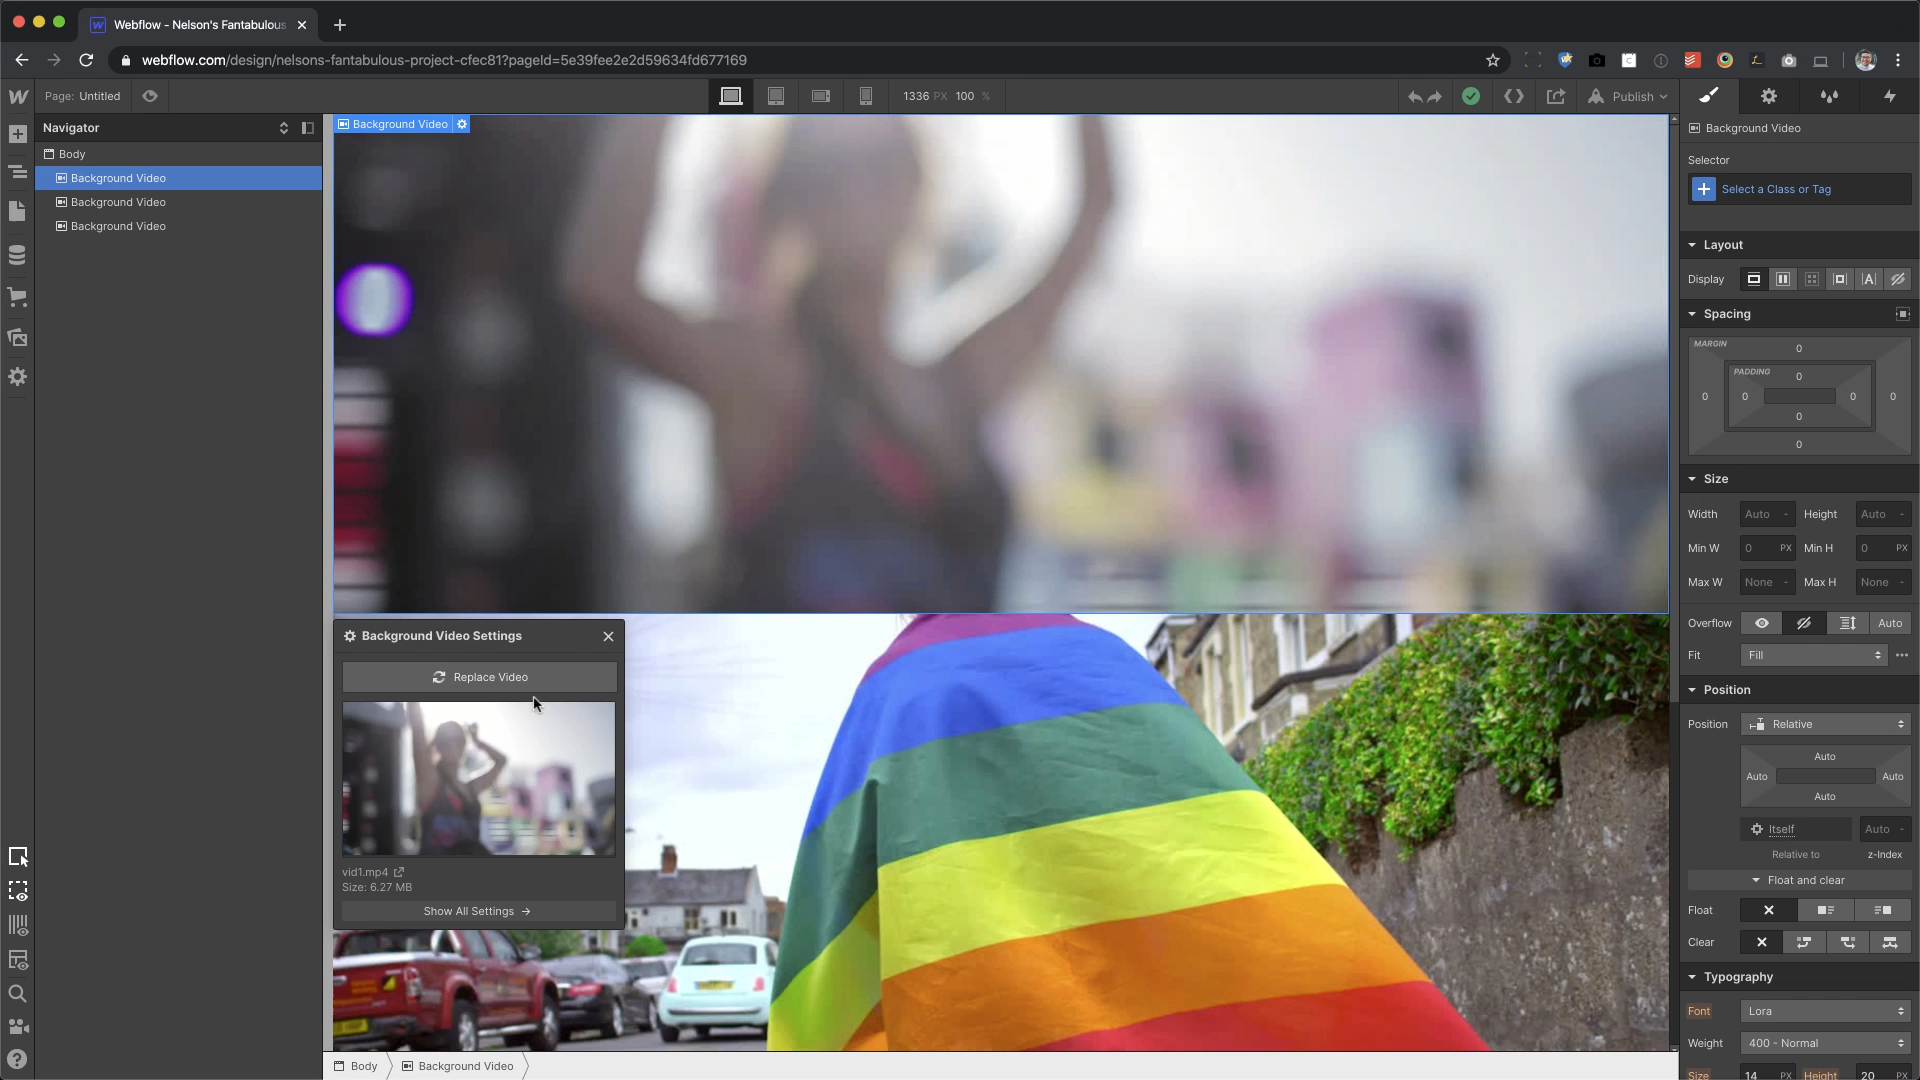 Webflow - Nelson's Fantabulous
webflow.com/design/nelsons-fantabulous-project-cfec81?pageId=5e39fee2e2d59634fd677169
Page: Untitled
1336 PX 100 %
Publish
Navigator
Body
Background Video
Background Video
Background Video
Background Video
Background Video Settings
Replace Video
vid1.mp4
Size: 6.27 MB
Show All Settings
Body
Background Video
Background Video
Selector
Select a Class or Tag
Layout
Display
Spacing
MARGIN
0
PADDING
0
0 0 0 0
0
0
Size
Width Auto - Height Auto -
Min W 0 PX Min H 0 PX
Max W None - Max H None -
Overflow Auto
Fit Fill
Position
Position Relative
Auto
Auto Auto
Auto
Itself Auto -
Relative to z-Index
Float and clear
Float
Clear
Typography
Font Lora
Weight 400 - Normal
Size 14 PX Height 20 PX